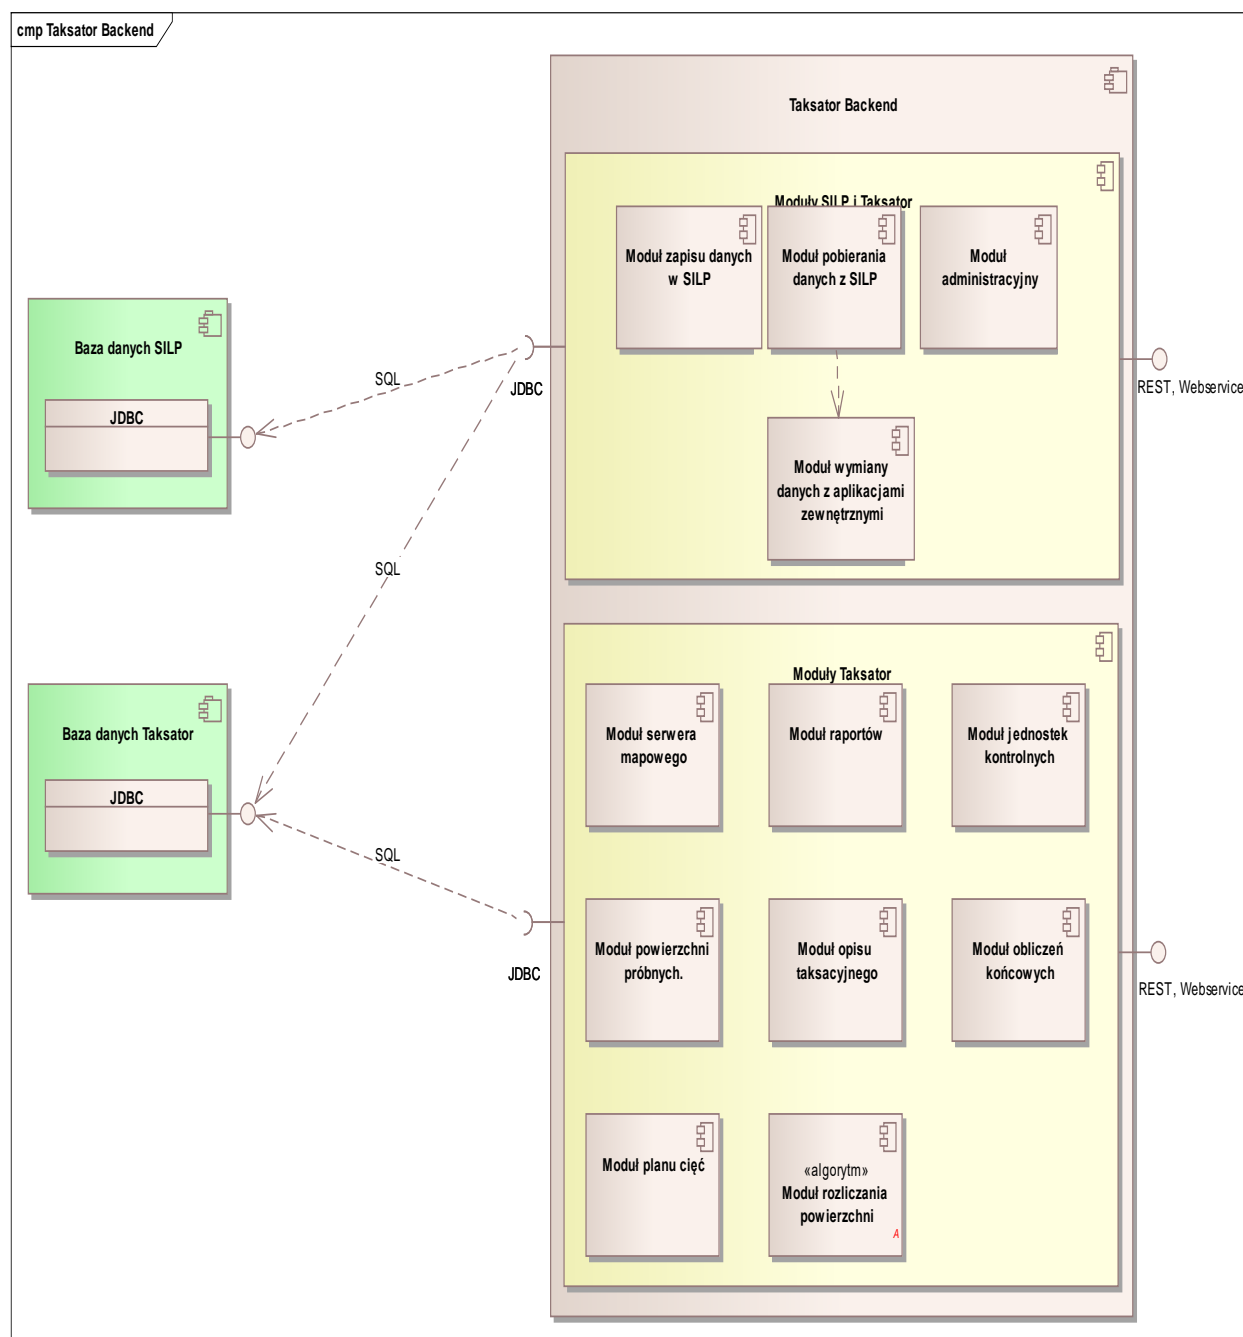 cmp Taksator Backend
Taksator Backend
Moduły SILP i Taksator
Moduł zapisu danych
w SILP
Moduł pobierania
danych z SILP
Moduł
administracyjny
Baza danych SILP
JDBC
SQL
JDBC
REST, Webservice
Moduł wymiany
danych z aplikacjami
zewnętrznymi
SQL
Moduły Taksator
Baza danych Taksator
JDBC
Moduł serwera
mapowego
Moduł raportów
Moduł jednostek
kontrolnych
SQL
JDBC
Moduł powierzchni
próbnych.
Moduł opisu
taksacyjnego
Moduł obliczeń
końcowych
REST, Webservice
Moduł planu cięć
«algorytm»
Moduł rozliczania
powierzchni
A